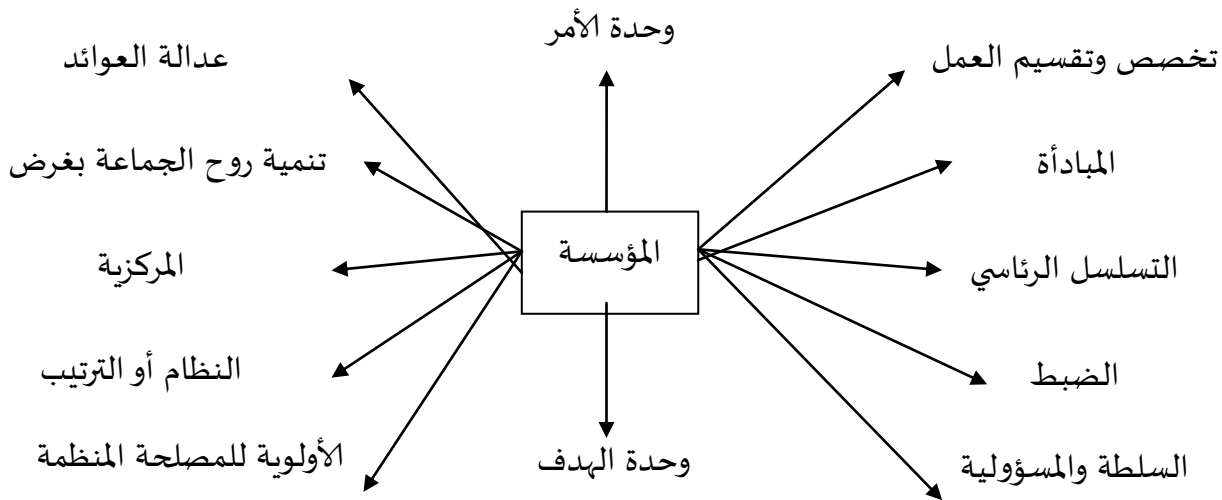 وحدة الأمر
تخصص وتقسيم العمل
عدالة العوائد
المبادأة
تنمية روح الجماعة بغرض
المؤسسة
التسلسل الرئاسي
المركزية
الضبط
النظام أو الترتيب
السلطة والمسؤولية
وحدة الهدف
الأولوية للمصلحة المنظمة